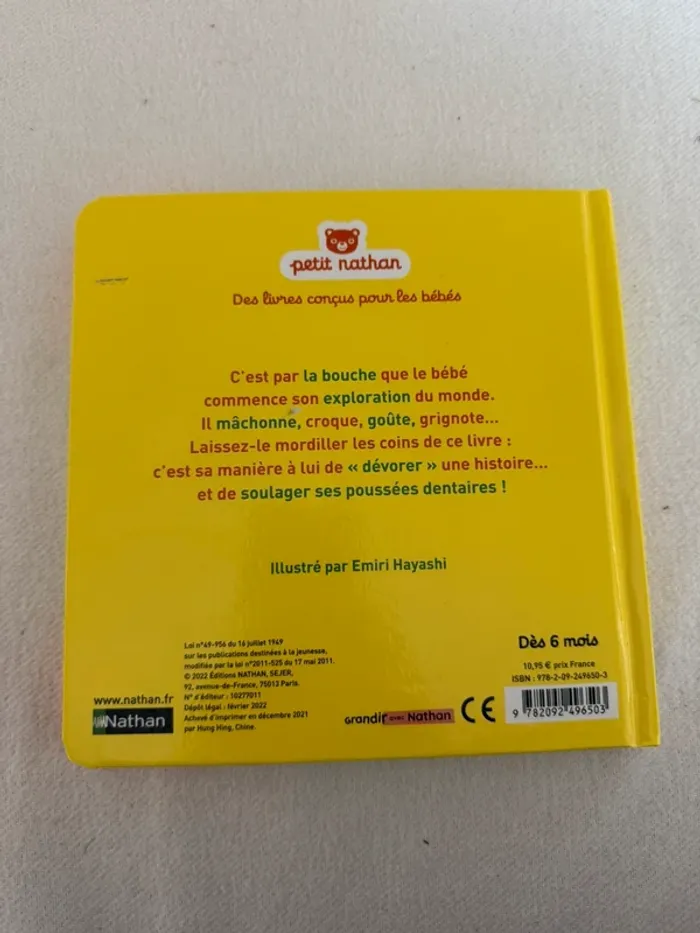 petit nathan
Des livres conçus pour les bébés
C'est par la bouche que le bébé
commence son exploration du monde.
Il mâchonne, croque, goûte, grignote...
Laissez-le mordiller les coins de ce livre :
c'est sa manière à lui de « dévorer » une histoire...
et de soulager ses poussées dentaires !
Illustré par Emiri Hayashi
Loi n°49-956 du 16 juillet 1949
sur les publications destinées à la jeunesse,
modifiée par la loi n°2011-525 du 17 mai 2011.
© 2022 Éditions NATHAN, SEJER,
92, avenue-de-France, 75013 Paris.
N° d'éditeur : 10277011
Dépôt légal : février 2022
Achevé d'imprimer en décembre 2021
par Hung Hing, Chine.
www.nathan.fr
Nathan
Grandir avec Nathan
CE
Dès 6 mois
10,95 € prix France
ISBN : 978-2-09-249650-3
9 782092 496503